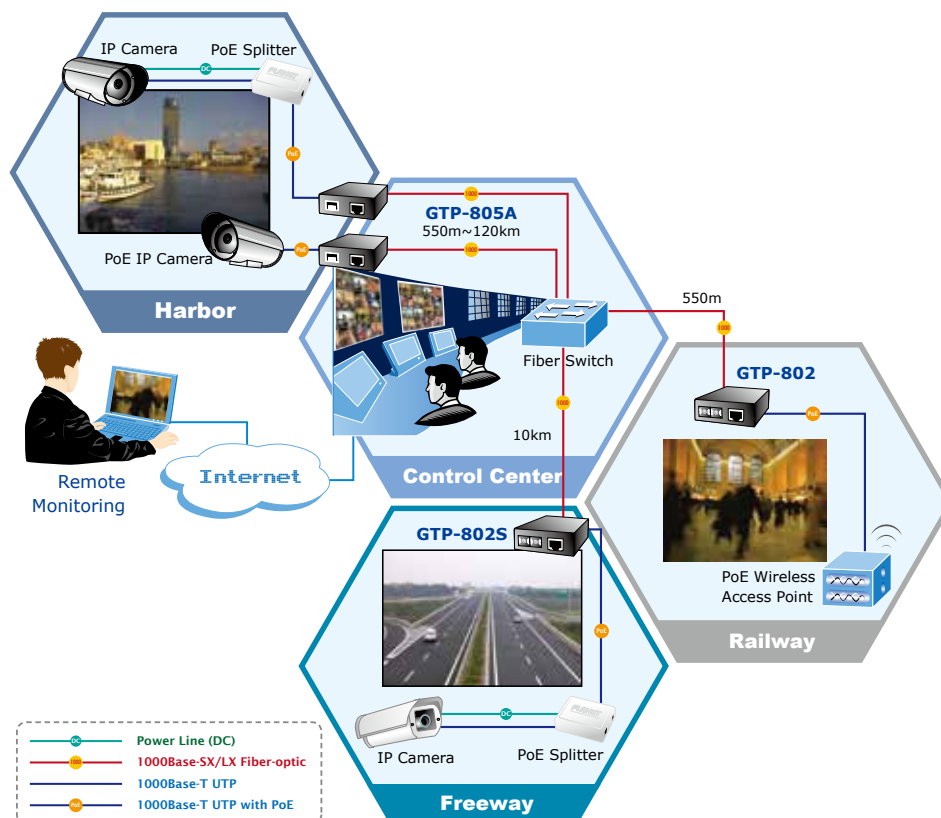 IP Camera
PoE Splitter
DC
PLANET
PoE
1000
GTP-805A
550m~120km
PoE
1000
PoE IP Camera
Harbor
550m
1000
Fiber Switch
GTP-802
1000
PoE
10km
Remote
Monitoring
Internet
Control Center
GTP-802S
PoE Wireless
Access Point
PoE
Railway
DC
PLANET
IP Camera
PoE Splitter
Freeway
DC
Power Line (DC)
1000
1000Base-SX/LX Fiber-optic
1000Base-T UTP
PoE
1000Base-T UTP with PoE